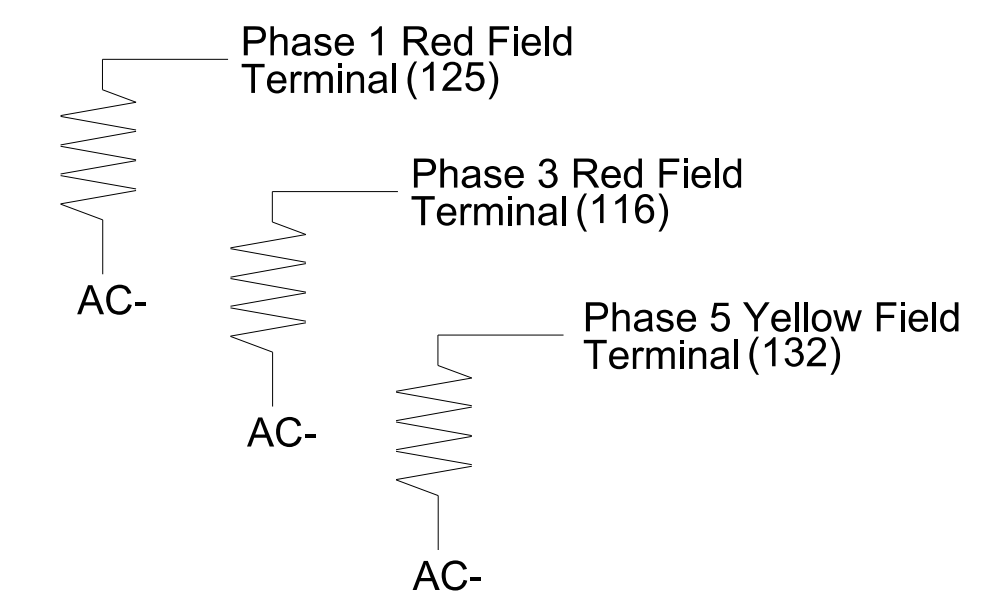 Phase 1 Red Field
Terminal (125)
Phase 3 Red Field
Terminal (116)
AC-
Phase 5 Yellow Field
Terminal (132)
AC-
AC-